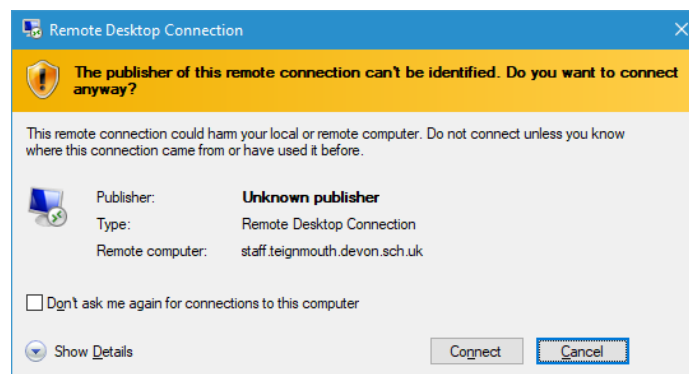 Remote Desktop Connection
The publisher of this remote connection can't be identified. Do you want to connect
anyway?
This remote connection could harm your local or remote computer. Do not connect unless you know
where this connection came from or have used it before.
Publisher: Unknown publisher
Type: Remote Desktop Connection
Remote computer: staff.teignmouth.devon.sch.uk
Don't ask me again for connections to this computer
Show Details Connect Cancel